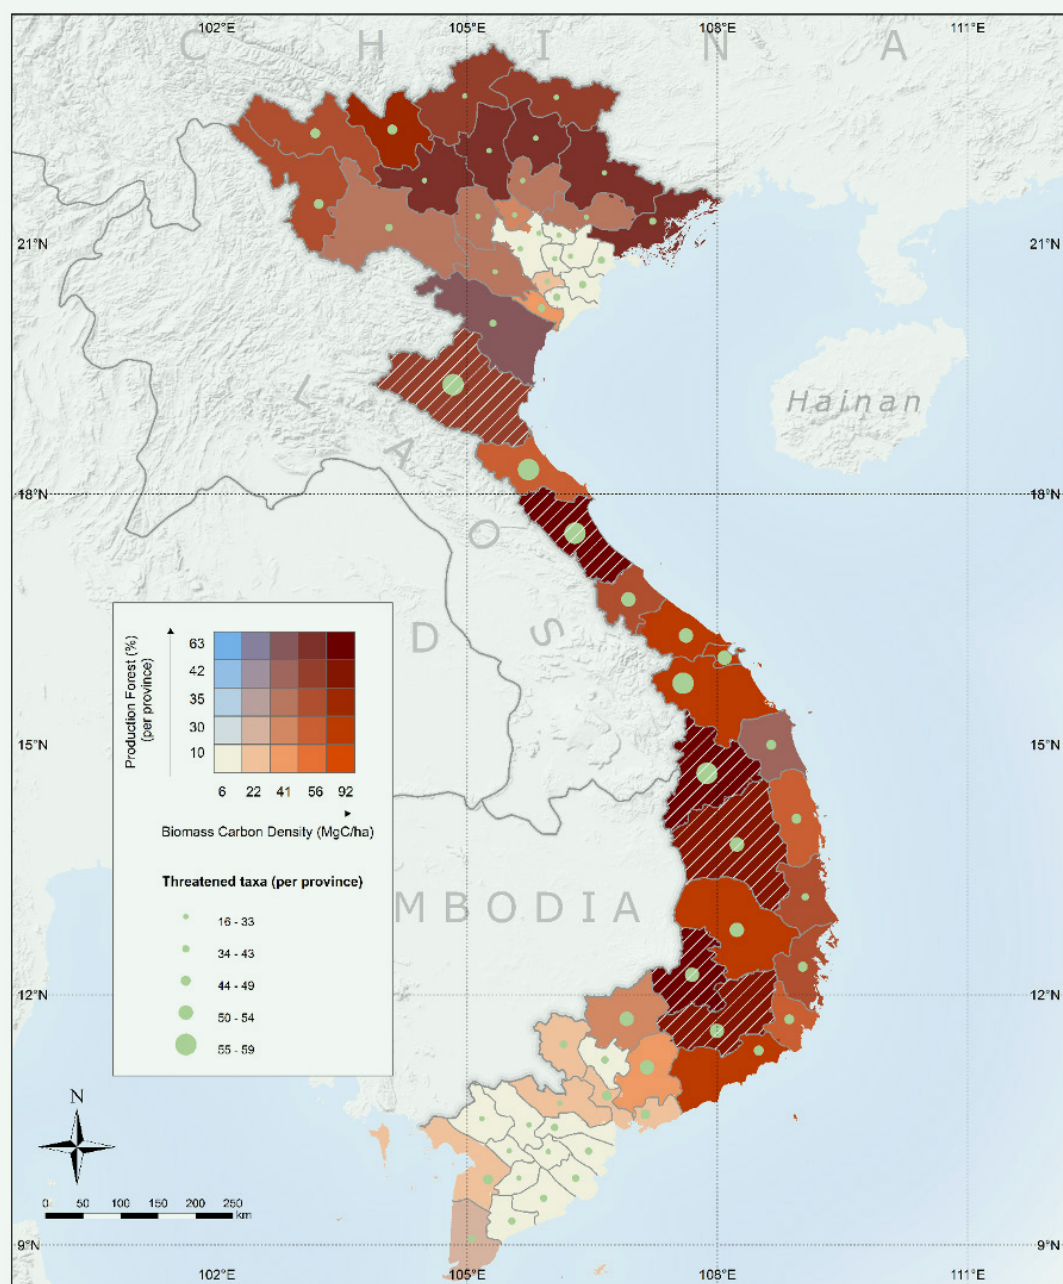 102°E 105°E 108°E 111°E
C H I N A
21°N 21°N
Hainan
L A O S
18°N 18°N
D
15°N 15°N
MBODIA
12°N 12°N
9°N 9°N
Production Forest (%)
(per province)
63
42
35
30
10
6 22 41 56 92
Biomass Carbon Density (MgC/ha)
Threatened taxa (per province)
16 - 33
34 - 43
44 - 49
50 - 54
55 - 59
N
0 50 100 150 200 250
km
102°E 105°E 108°E 111°E